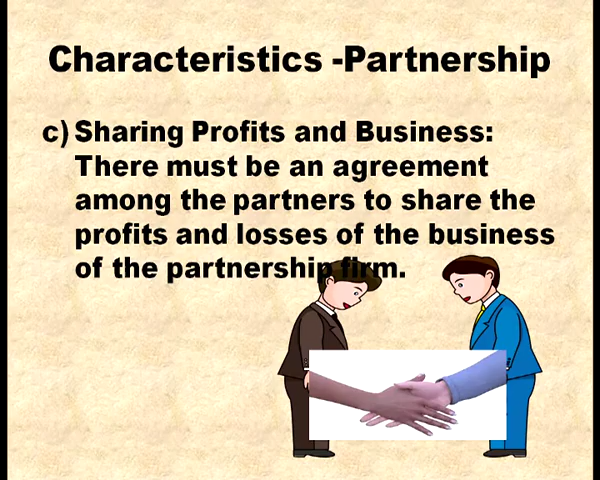 Characteristics -Partnership
c) Sharing Profits and Business:
There must be an agreement
among the partners to share the
profits and losses of the business
of the partnership firm.